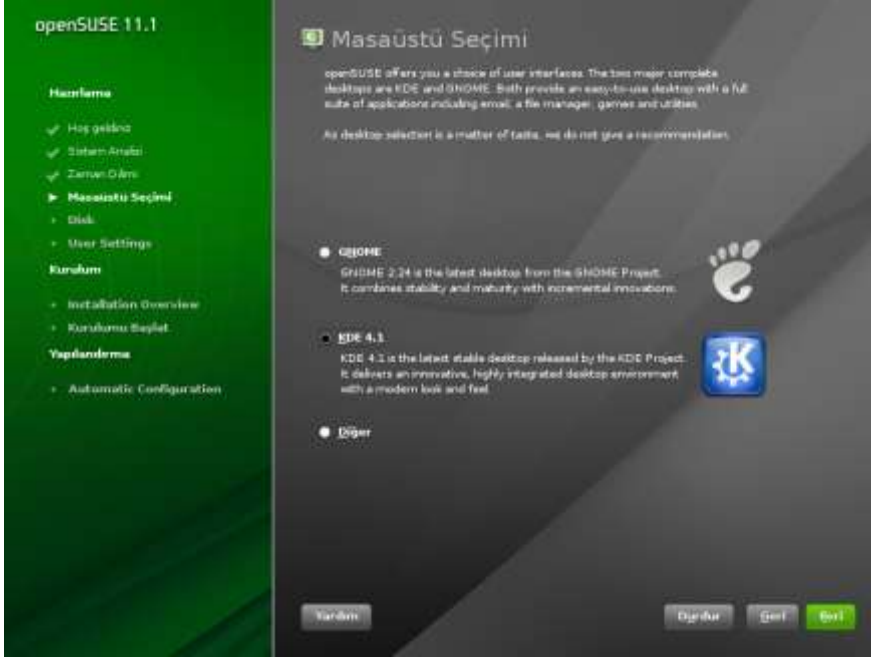 openSUSE 11.1
Hazırlama
Hoş geldiniz
Sistem Analizi
Zaman Dilimi
Masaüstü Seçimi
Disk
User Settings
Kurulum
Installation Overview
Kurulumu Başlat
Yapılandırma
Automatic Configuration
Masaüstü Seçimi
openSUSE offers you a choice of user interfaces. The two major complete
desktops are KDE and GNOME. Both provide an easy-to-use desktop with a full
suite of applications including email, a file manager, games and utilities.
As desktop selection is a matter of taste, we do not give a recommendation.
GNOME
GNOME 2.24 is the latest desktop from the GNOME Project.
It combines stability and maturity with incremental innovations.
KDE 4.1
KDE 4.1 is the latest stable desktop released by the KDE Project.
It delivers an innovative, highly integrated desktop environment
with a modern look and feel.
Diğer
Yardım
Durdur
Geri
İleri